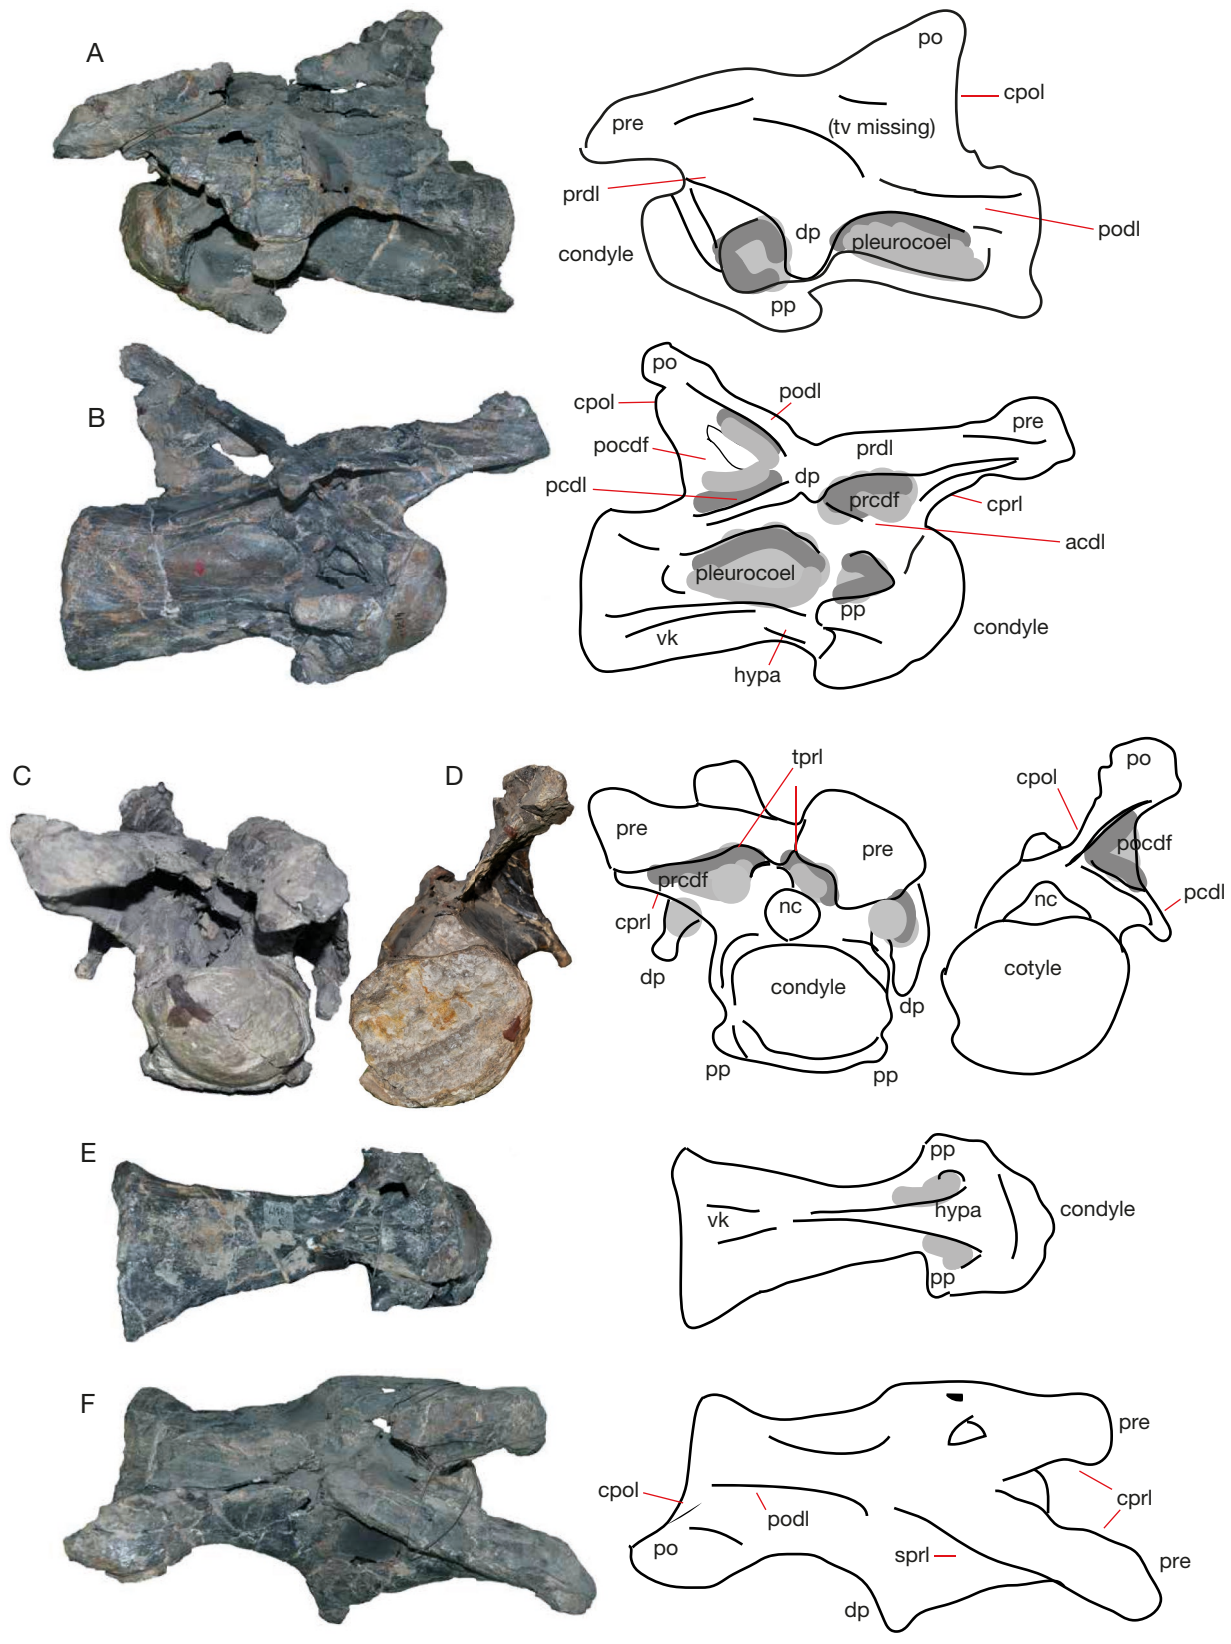 A
po
cpol
pre
(tv missing)
prdl
dp
podl
condyle
pleurocoel
pp
B
po
podl
cpol
pre
pocdf
prdl
dp
pcdl
prcdf
cprl
acdl
pleurocoel
pp
vk
condyle
hypa
C
D
tprl
cpol
po
pre
pre
pocdf
prcdf
nc
nc
pcdl
cprl
dp
cotyle
condyle
dp
pp
pp
E
pp
vk
hypa
condyle
pp
F
pre
cpol
podl
cprl
po
sprl
pre
dp